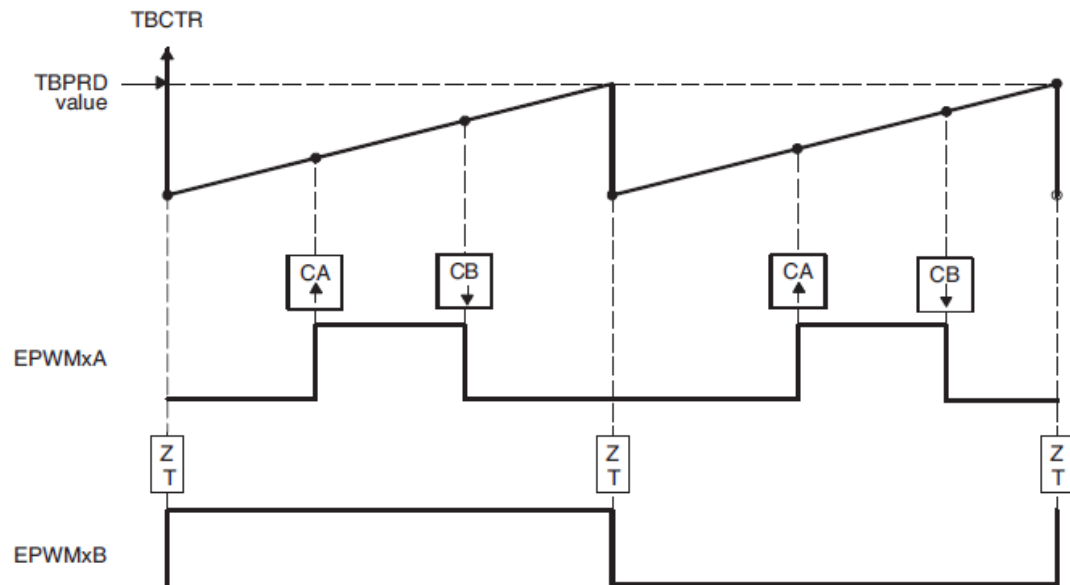 TBCTR
TBPRD
value
CA
CB
CA
CB
EPWMxA
Z
T
Z
T
Z
T
EPWMxB